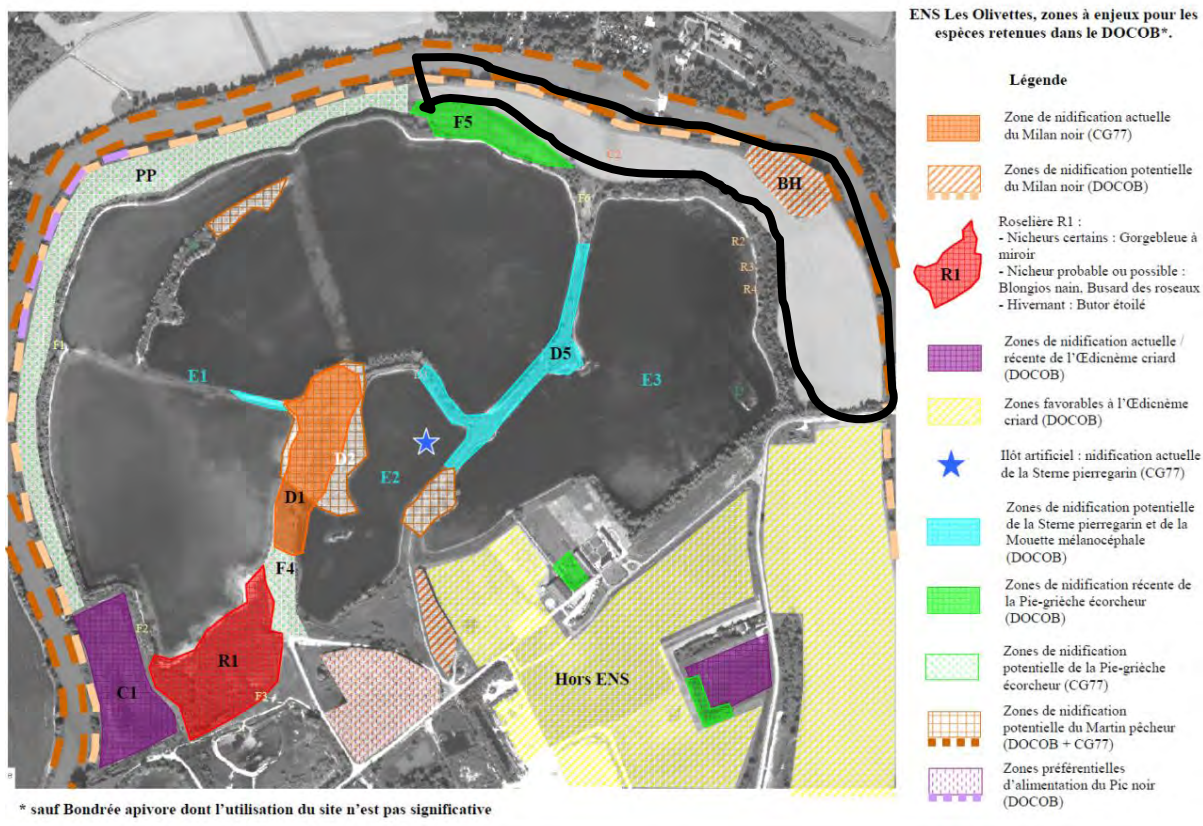 ENS Les Olivettes, zones à enjeux pour les
espèces retenues dans le DOCOB*.
Légende
Zone de nidification actuelle
du Milan noir (CG77)
Zones de nidification potentielle
du Milan noir (DOCOB)
R1
Roselière R1 :
- Nicheurs certains : Gorgebleue à
miroir
- Nicheur probable ou possible :
Blongios nain, Busard des roseaux
- Hivernant : Butor étoilé
Zones de nidification actuelle /
récente de l'Œdicnème criard
(DOCOB)
Zones favorables à l'Œdicnème
criard (DOCOB)
Ilôt artificiel : nidification actuelle
de la Sterne pierregarin (CG77)
Zones de nidification potentielle
de la Sterne pierregarin et de la
Mouette mélanocéphale
(DOCOB)
Zones de nidification récente de
la Pie-grièche écorcheur
(DOCOB)
Zones de nidification
potentielle de la Pie-grièche
écorcheur (CG77)
Zones de nidification
potentielle du Martin pêcheur
(DOCOB + CG77)
Zones préférentielles
d'alimentation du Pic noir
(DOCOB)
F5
C2
PP
BH
F6
R2
R3
R4
F1
D5
E1
E3
D2
E2
D1
F4
F2
R1
Hors ENS
C1
F3
* sauf Bondrée apivore dont l'utilisation du site n'est pas significative